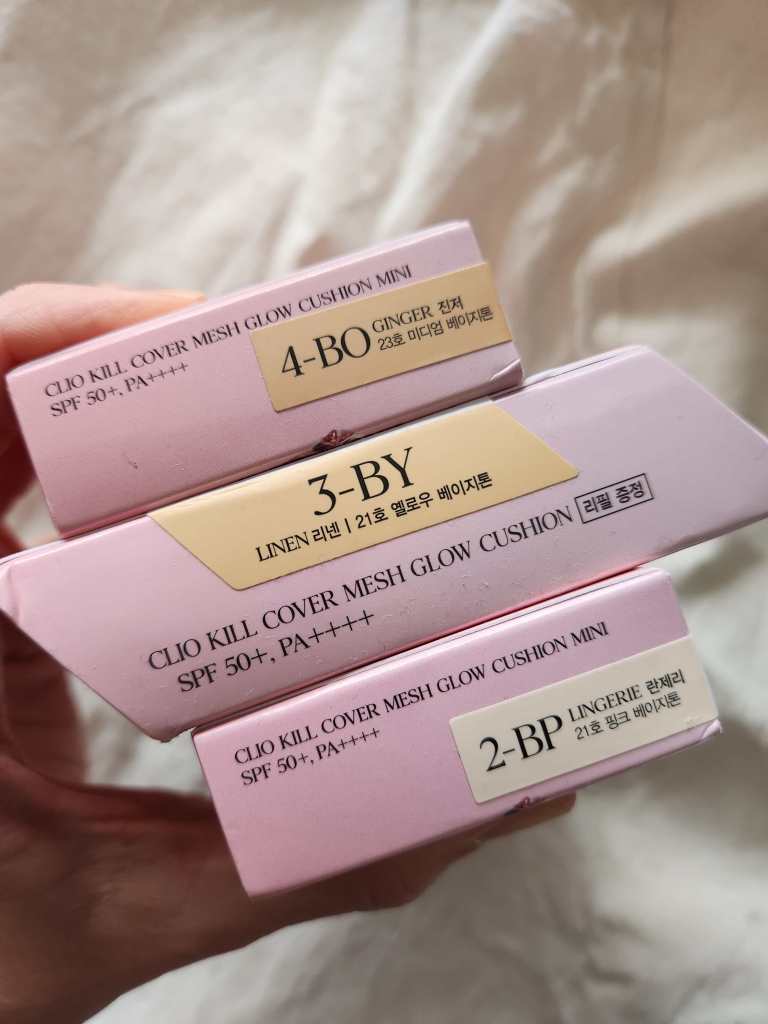 CLIO KILL COVER MESH GLOW CUSHION MINI
SPF 50+, PA++++
4-BO GINGER 진저
23호 미디엄 베이지톤
3-BY
LINEN 리넨 | 21호 옐로우 베이지톤
CLIO KILL COVER MESH GLOW CUSHION 리필 증정
SPF 50+, PA++++
CLIO KILL COVER MESH GLOW CUSHION MINI
SPF 50+, PA++++
2-BP LINGERIE 란제리
21호 핑크 베이지톤